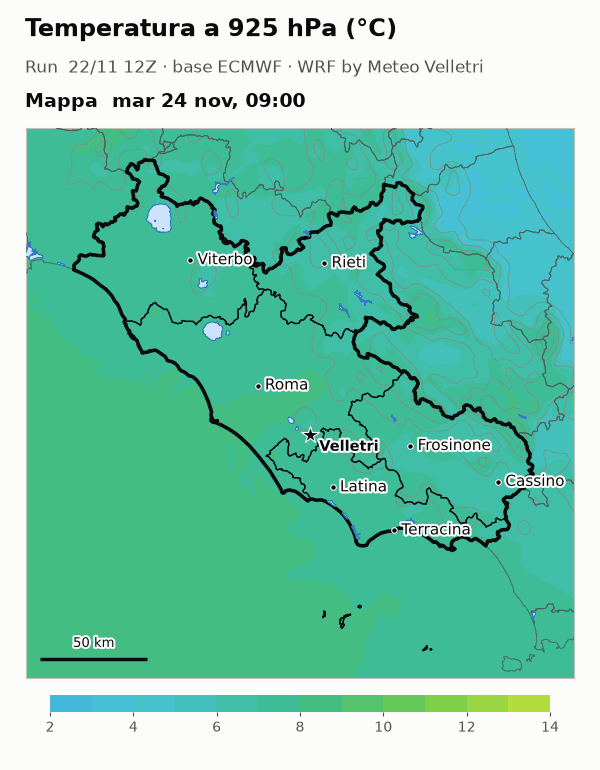 Temperatura a 925 hPa (°C)
Run  22/11 12Z · base ECMWF · WRF by Meteo Velletri
Mappa  mar 24 nov, 09:00
Viterbo
Rieti
Roma
Velletri
Frosinone
Cassino
Latina
Terracina
50 km
2 4 6 8 10 12 14